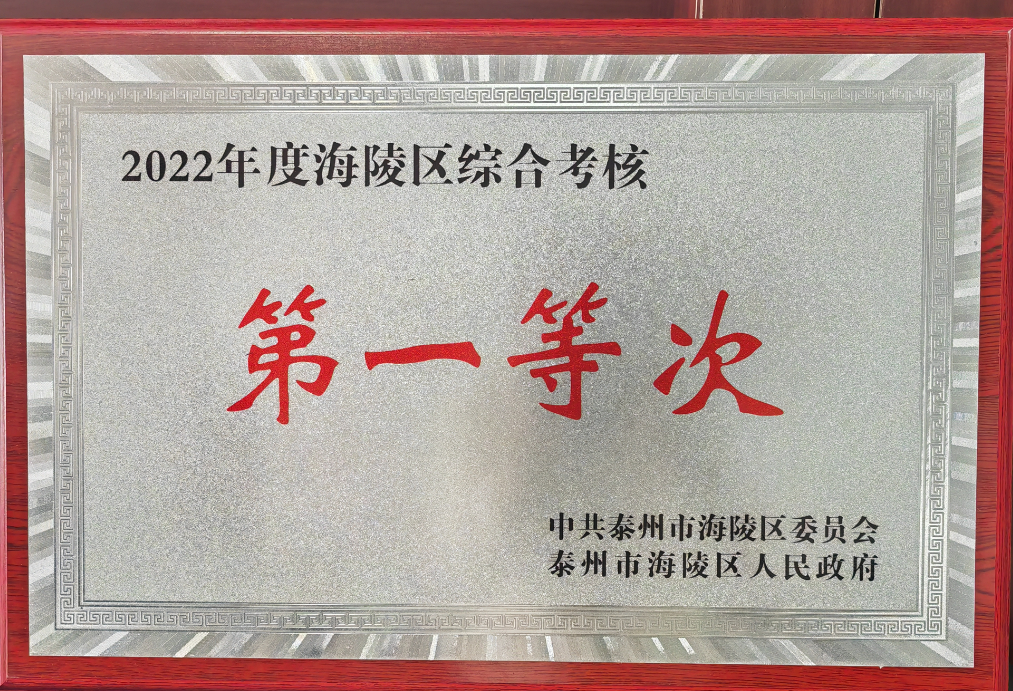 2022年度海陵区综合考核
第一等次
中共泰州市海陵区委员会
泰州市海陵区人民政府